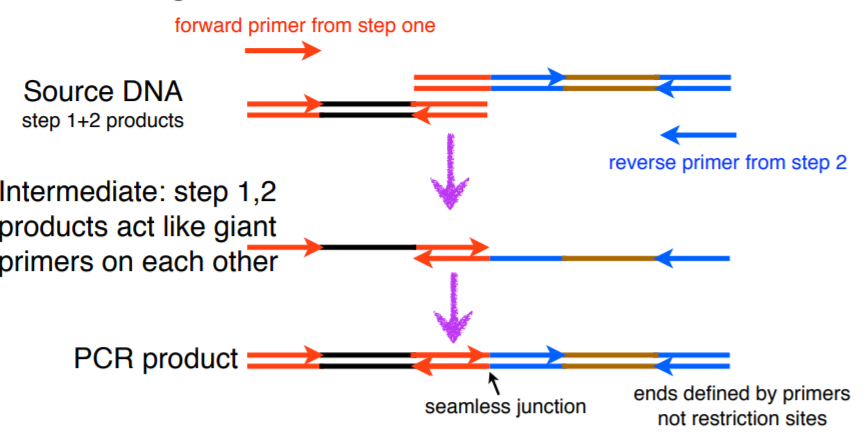 forward primer from step one
Source DNA
step 1+2 products
reverse primer from step 2
Intermediate: step 1,2
products act like giant
primers on each other
PCR product
seamless junction
ends defined by primers
not restriction sites